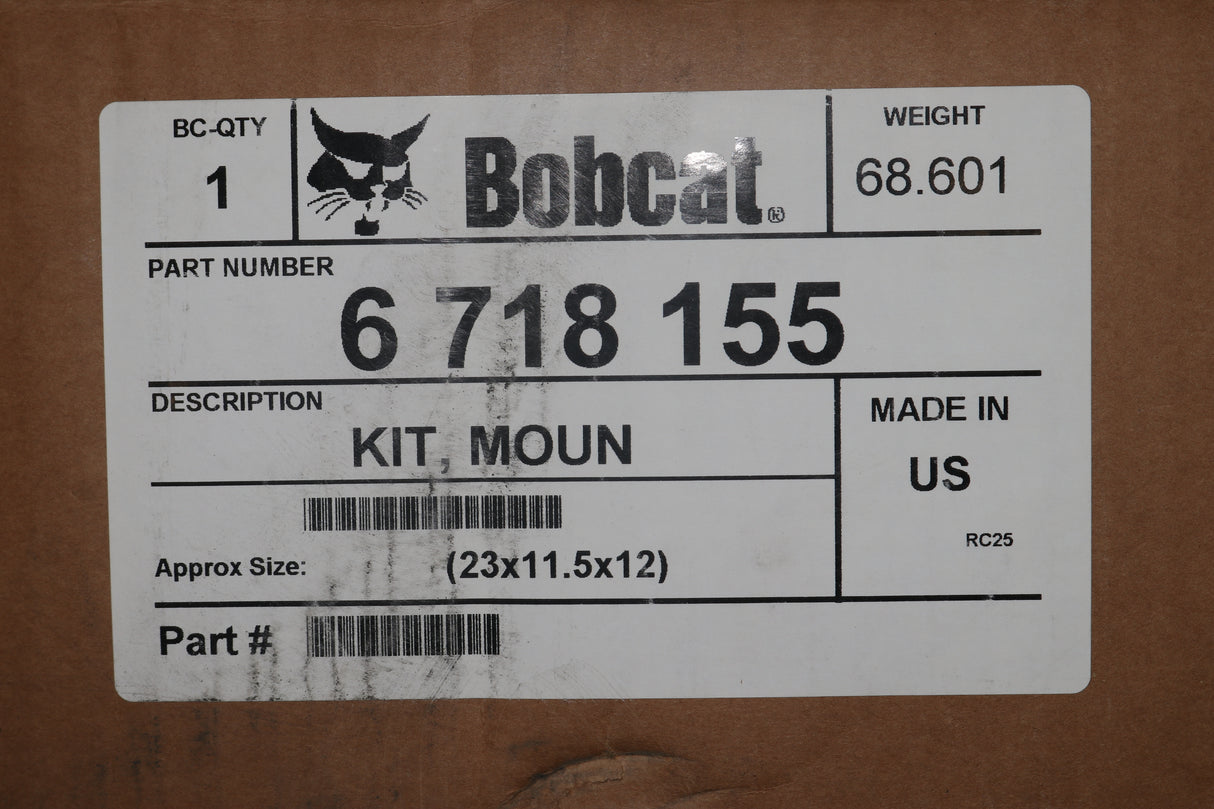 BC-QTY
1
Bobcat®
WEIGHT
68.601
PART NUMBER
6 718 155
DESCRIPTION
KIT, MOUN
MADE IN
US
RC25
Approx Size: (23x11.5x12)
Part #